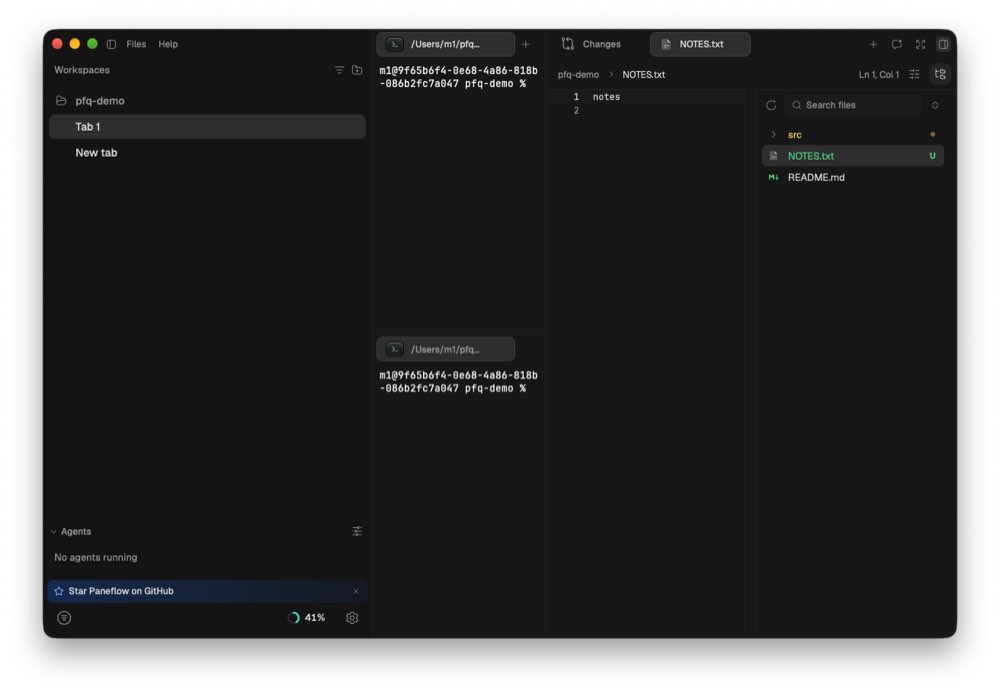 Files Help
Workspaces
pfq-demo
Tab 1
New tab
Agents
No agents running
Star Paneflow on GitHub
41%
/Users/m1/pfq...
m1@9f65b6f4-0e68-4a86-818b
-086b2fc7a047 pfq-demo %
/Users/m1/pfq...
m1@9f65b6f4-0e68-4a86-818b
-086b2fc7a047 pfq-demo %
Changes NOTES.txt
pfq-demo > NOTES.txt Ln 1, Col 1
1 notes
2
Search files
src
NOTES.txt U
M↓ README.md